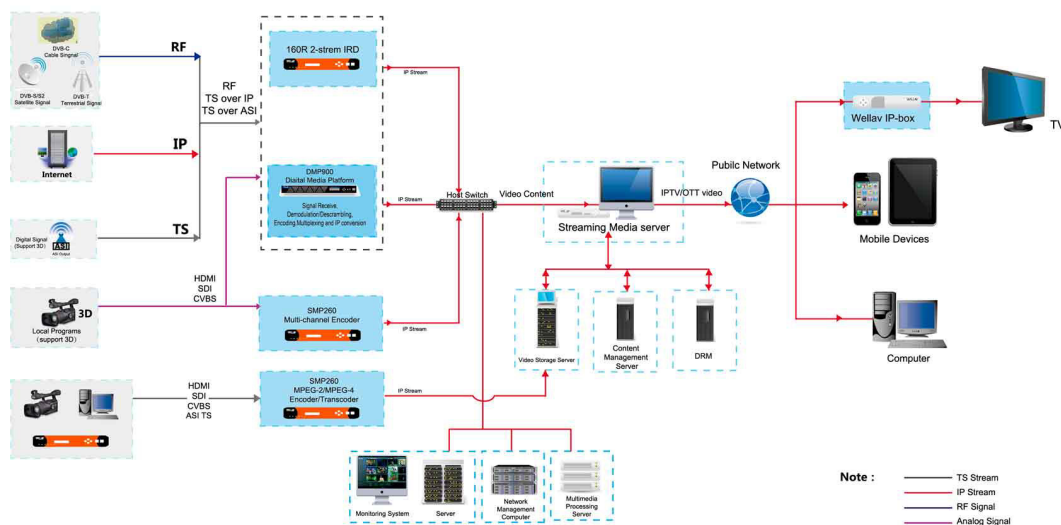 DVB-C
Cable Singnal
DVB-S/S2
Satellite Signal
DVB-T
Terrestrial Signal
RF
Internet
IP
Digital Signal
(Support 3D)
ASI
ASI Output
TS
RF
TS over IP
TS over ASI
3D
Local Programs
(support 3D)
HDMI
SDI
CVBS
HDMI
SDI
CVBS
ASI TS
160R 2-strem IRD
DMP900
Diaital Media Platform
Signal Receive,
Demodulation/Descrambling,
Encoding,Multiplexing and IP conversion
SMP260
Multi-channel Encoder
SMP260
MPEG-2/MPEG-4
Encoder/Transcoder
IP Stream
IP Stream
IP Stream
IP Stream
Host Switch
Video Content
Streaming Media server
IPTV/OTT video
Pubilc Network
Video Storage Server
Content
Management
Server
DRM
Monitoring System
Server
Network
Management
Computer
Multimedia
Processing
Server
Wellav IP-box
TV
Mobile Devices
Computer
Note :
TS Stream
IP Stream
RF Signal
Analog Signal